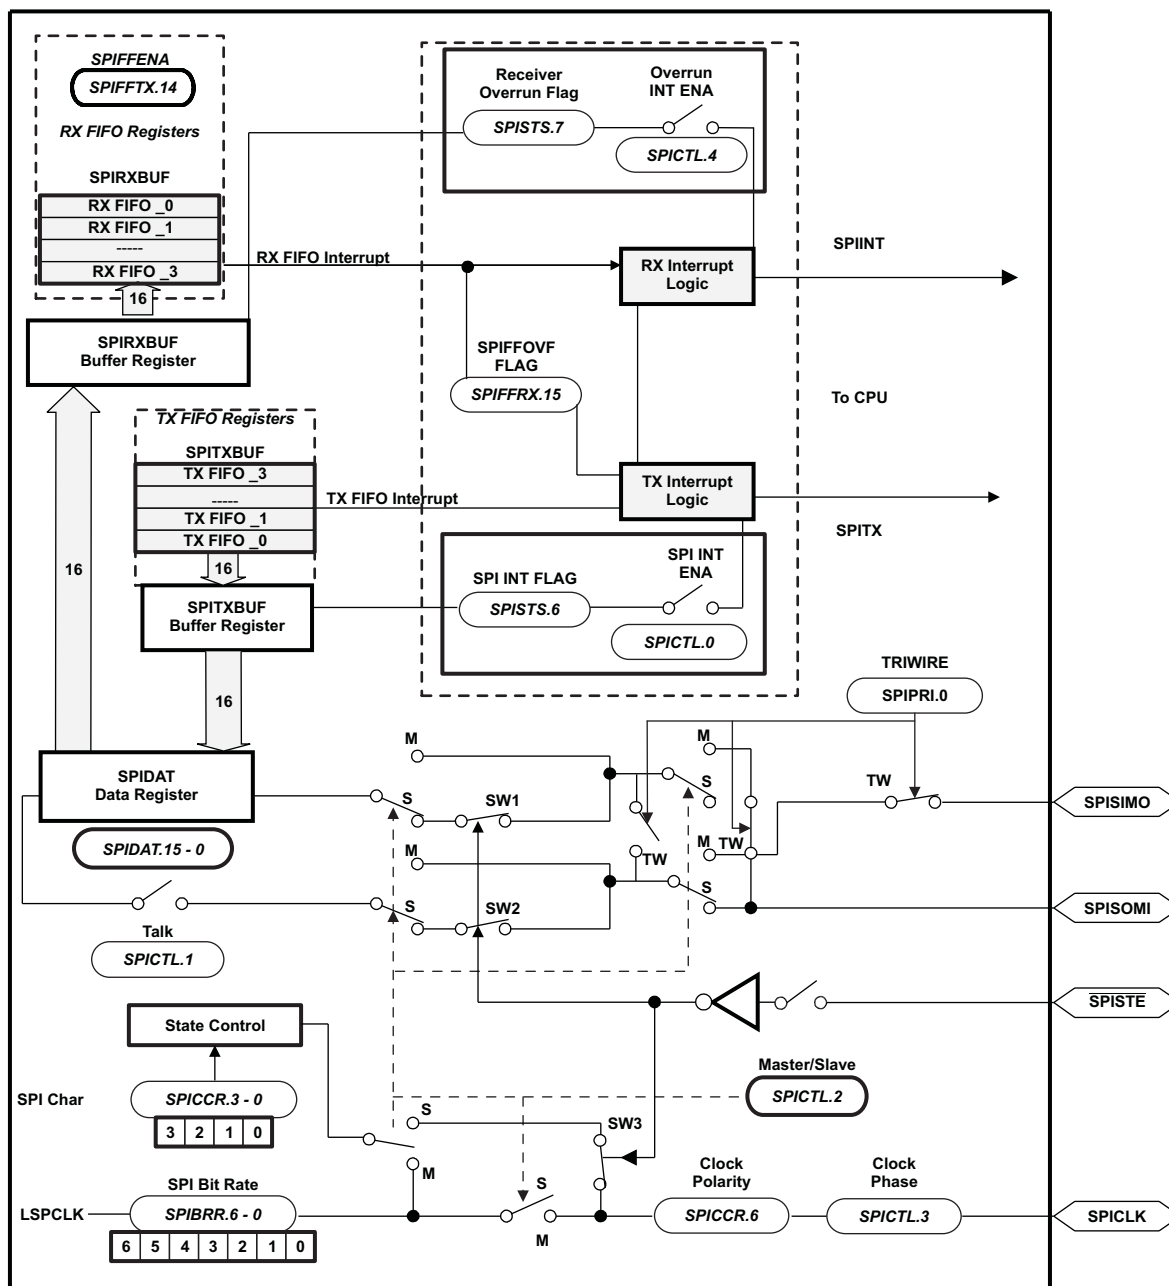 SPIFFENA
SPIFFTX.14
RX FIFO Registers
SPIRXBUF
RX FIFO _0
RX FIFO _1
-----
RX FIFO _3
16
SPIRXBUF
Buffer Register
Receiver
Overrun Flag
SPISTS.7
Overrun
INT ENA
SPICTL.4
RX FIFO Interrupt
RX Interrupt
Logic
SPIINT
SPIFFOVF
FLAG
SPIFFRX.15
To CPU
TX FIFO Registers
SPITXBUF
TX FIFO _3
-----
TX FIFO _1
TX FIFO _0
16
TX FIFO Interrupt
TX Interrupt
Logic
SPITX
16
SPITXBUF
Buffer Register
SPI INT FLAG
SPISTS.6
SPI INT
ENA
SPICTL.0
16
TRIWIRE
SPIPRI.0
SPIDAT
Data Register
SPIDAT.15 - 0
M
S
SW1
M
S
TW
SPISIMO
M
TW
TW
M
S
SW2
S
SPISOMI
Talk
SPICTL.1
SPISTE
State Control
Master/Slave
SPICTL.2
SPI Char
SPICCR.3 - 0
3 2 1 0
S
M
SW3
LSPCLK
SPI Bit Rate
SPIBRR.6 - 0
6 5 4 3 2 1 0
S
M
Clock
Polarity
SPICCR.6
Clock
Phase
SPICTL.3
SPICLK